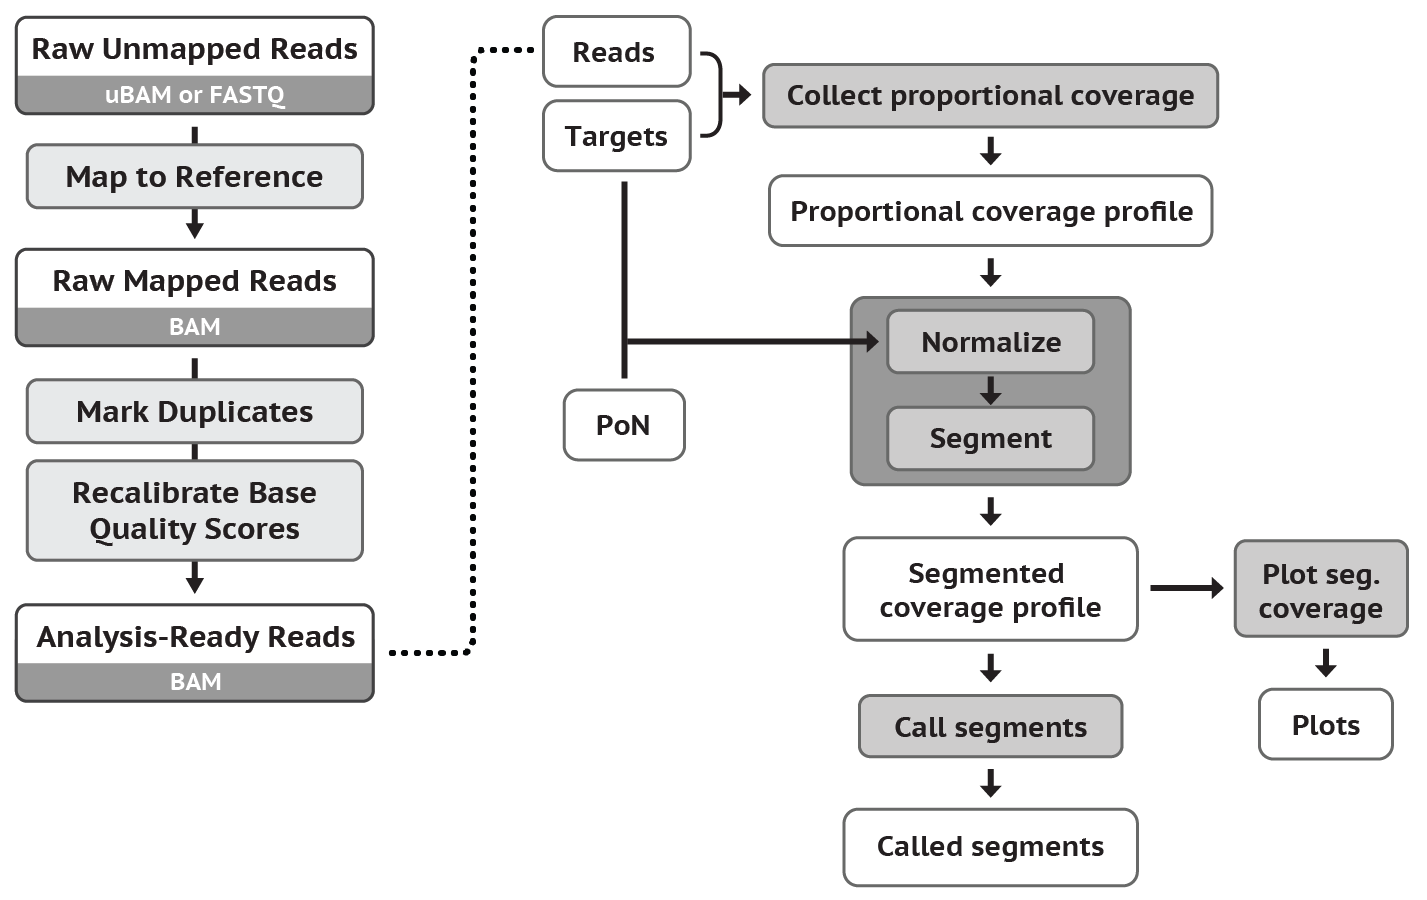 Raw Unmapped Reads
uBAM or FASTQ
Map to Reference
Raw Mapped Reads
BAM
Mark Duplicates
Recalibrate Base
Quality Scores
Analysis-Ready Reads
BAM
Reads
Targets
PoN
Collect proportional coverage
Proportional coverage profile
Normalize
Segment
Segmented
coverage profile
Call segments
Called segments
Plot seg.
coverage
Plots